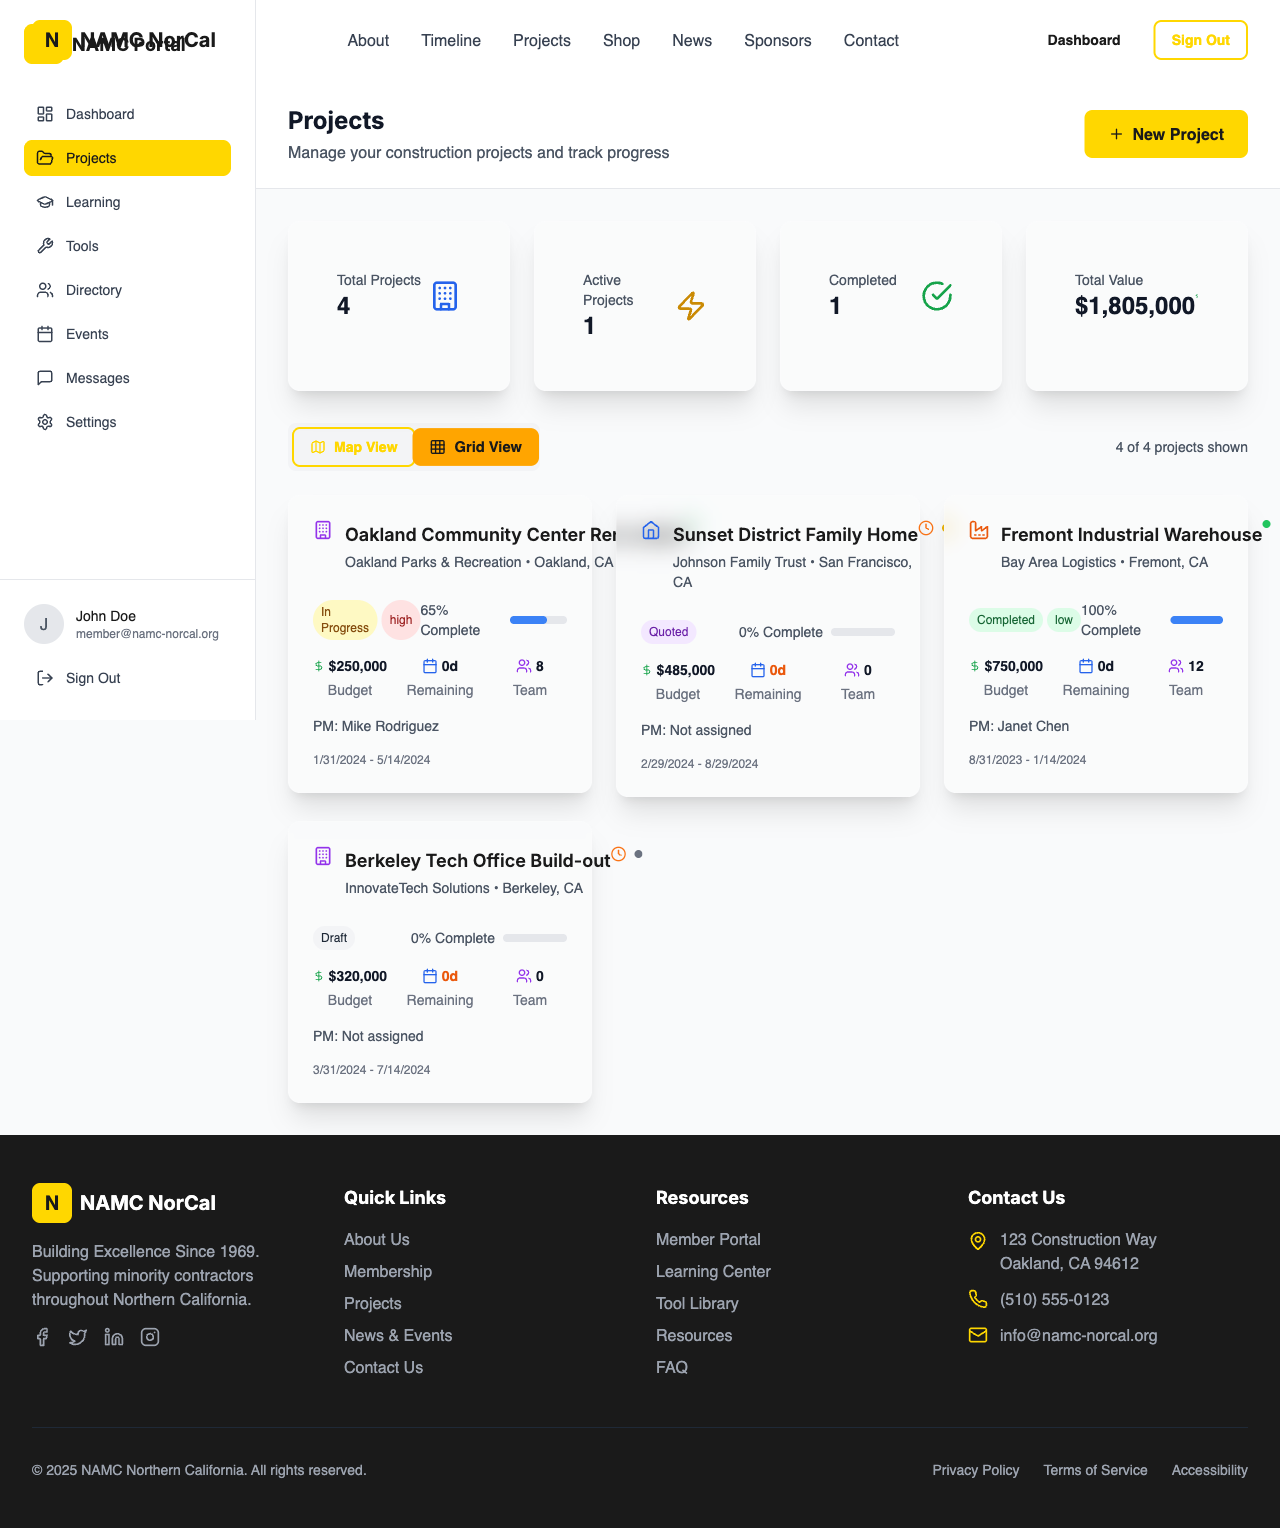 N NAMC NorCal
NAMC Portal
About Timeline Projects Shop News Sponsors Contact
Dashboard Sign Out
Dashboard
Projects
Learning
Tools
Directory
Events
Messages
Settings
J
John Doe
member@namc-norcal.org
Sign Out
Projects
Manage your construction projects and track progress
New Project
Total Projects
4
Active
Projects
1
Completed
1
Total Value
$1,805,000
Map View Grid View
4 of 4 projects shown
Oakland Community Center
Oakland Parks & Recreation • Oakland, CA
In
Progress
high
65%
Complete
$250,000 0d 8
Budget Remaining Team
PM: Mike Rodriguez
1/31/2024 - 5/14/2024
Sunset District Family Home
Johnson Family Trust • San Francisco,
CA
Quoted 0% Complete
$485,000 0d 0
Budget Remaining Team
PM: Not assigned
2/29/2024 - 8/29/2024
Fremont Industrial Warehouse
Bay Area Logistics • Fremont, CA
Completed low
100%
Complete
$750,000 0d 12
Budget Remaining Team
PM: Janet Chen
8/31/2023 - 1/14/2024
Berkeley Tech Office Build-out
InnovateTech Solutions • Berkeley, CA
Draft 0% Complete
$320,000 0d 0
Budget Remaining Team
PM: Not assigned
3/31/2024 - 7/14/2024
N NAMC NorCal
Building Excellence Since 1969.
Supporting minority contractors
throughout Northern California.
Quick Links
About Us
Membership
Projects
News & Events
Contact Us
Resources
Member Portal
Learning Center
Tool Library
Resources
FAQ
Contact Us
123 Construction Way
Oakland, CA 94612
(510) 555-0123
info@namc-norcal.org
© 2025 NAMC Northern California. All rights reserved.
Privacy Policy Terms of Service Accessibility